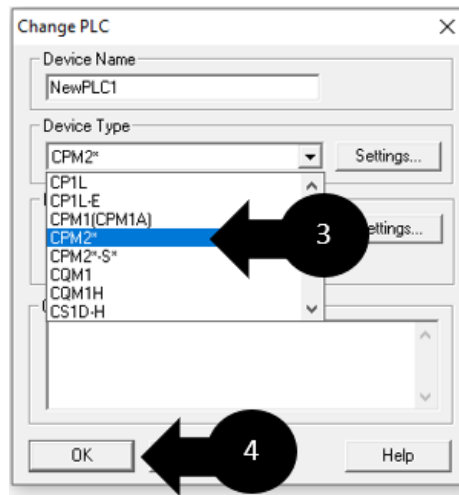 Change PLC
Device Name
NewPLC1
Device Type
CPM2*
Settings...
CP1L
CP1L-E
CPM1(CPM1A)
CPM2*
3
ettings...
CPM2*-S*
CQM1
CQM1H
CS1D-H
OK
4
Help